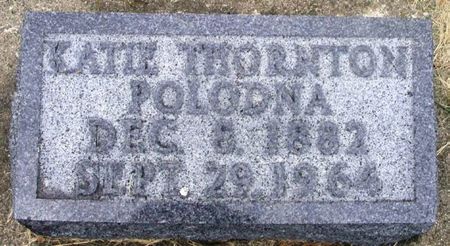 KATIE THORNTON
POLODNA
DEC. 8, 1882
SEPT. 29, 1964